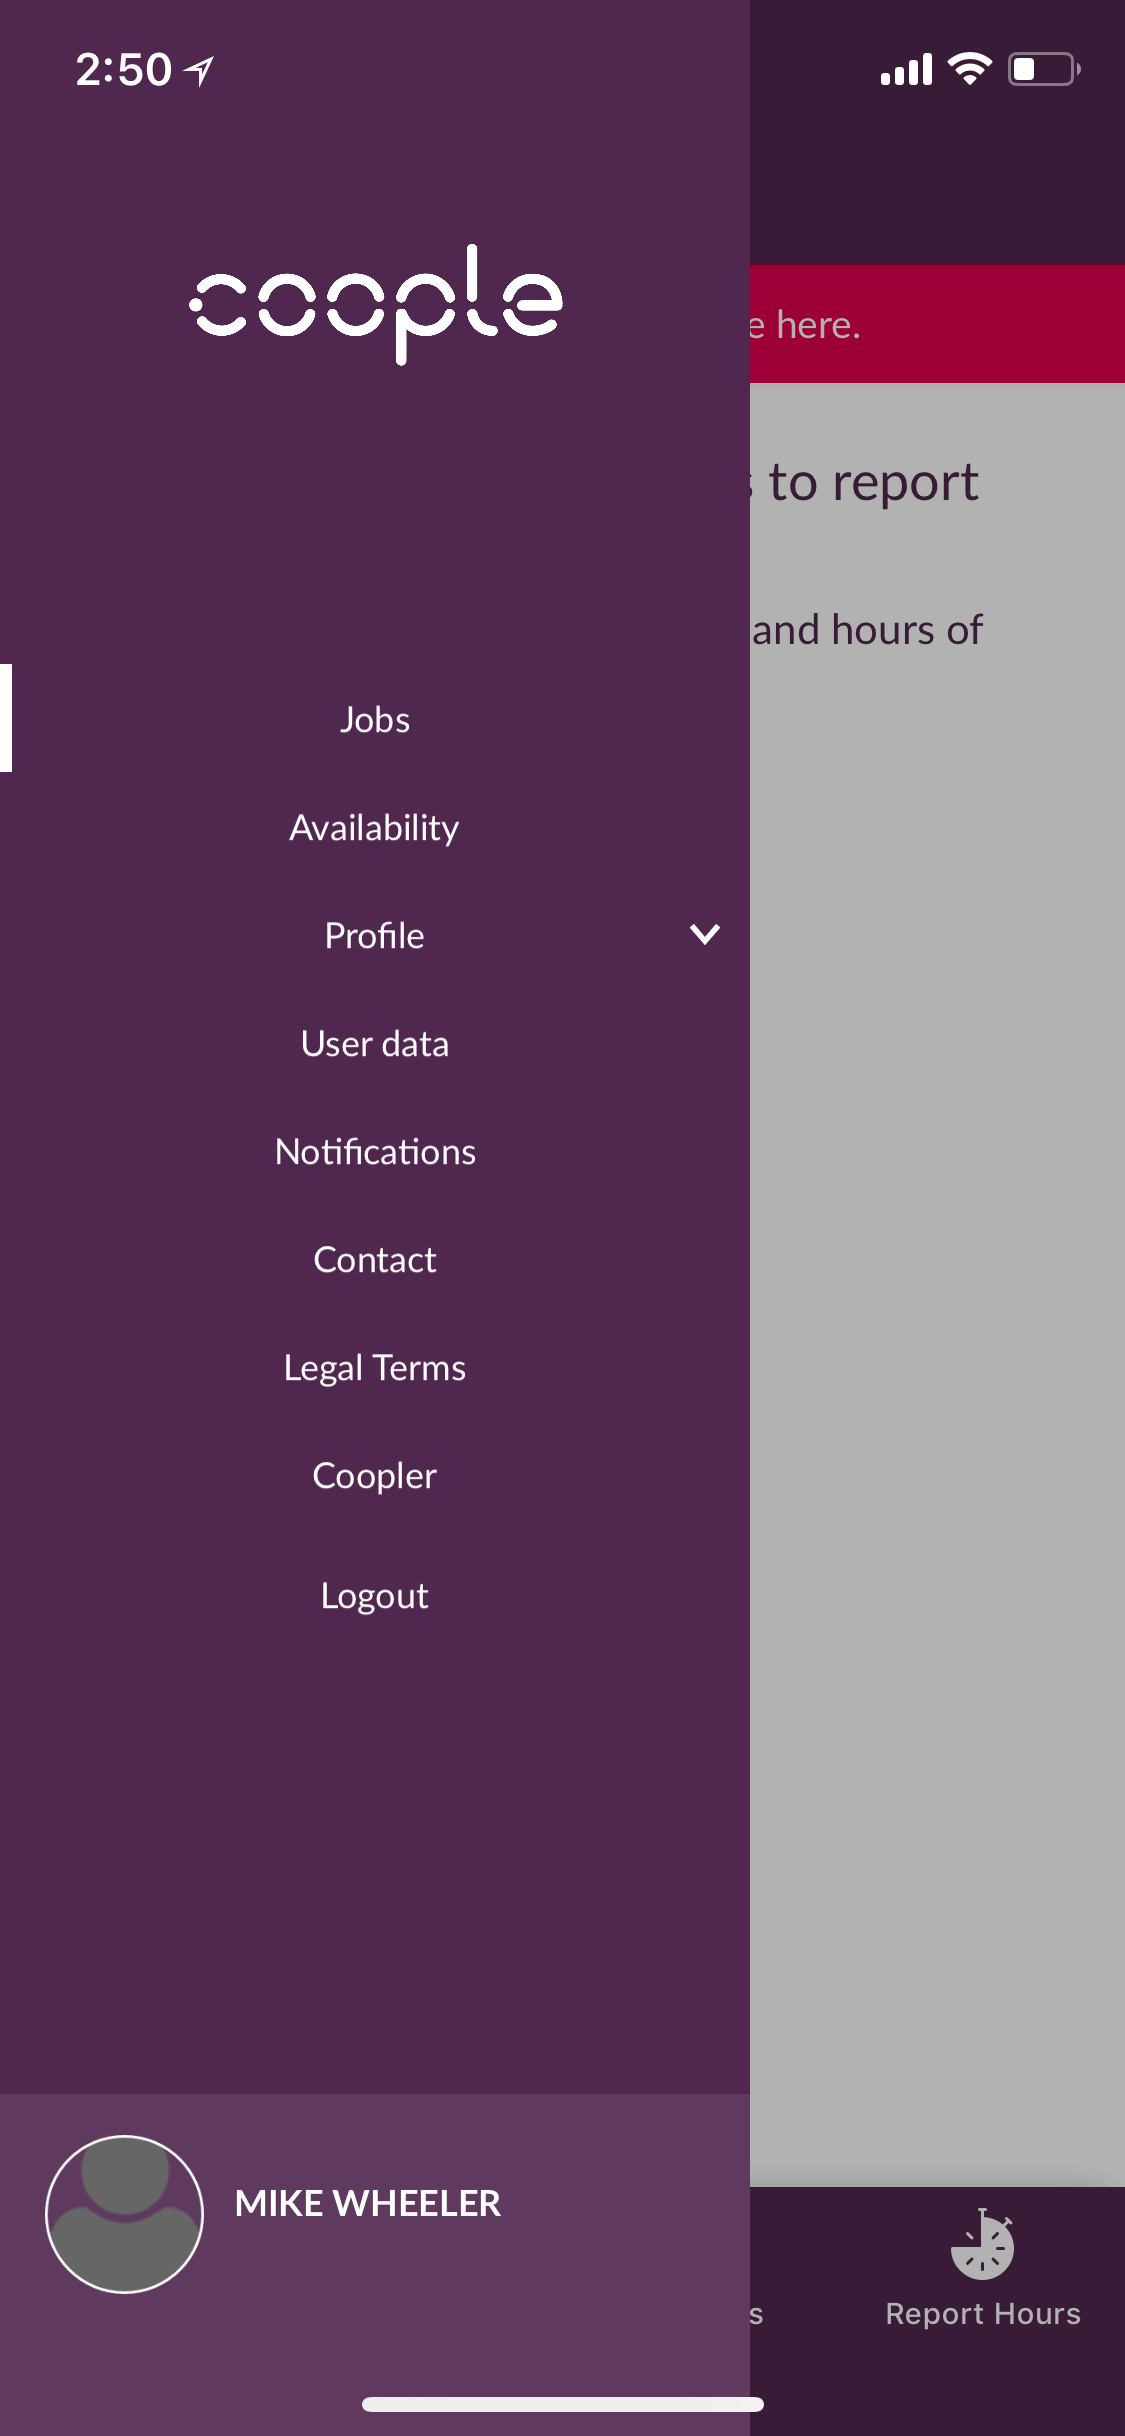 2:50
coople
e here.
to report
and hours of
Jobs
Availability
Profile
User data
Notifications
Contact
Legal Terms
Coopler
Logout
MIKE WHEELER
s
Report Hours